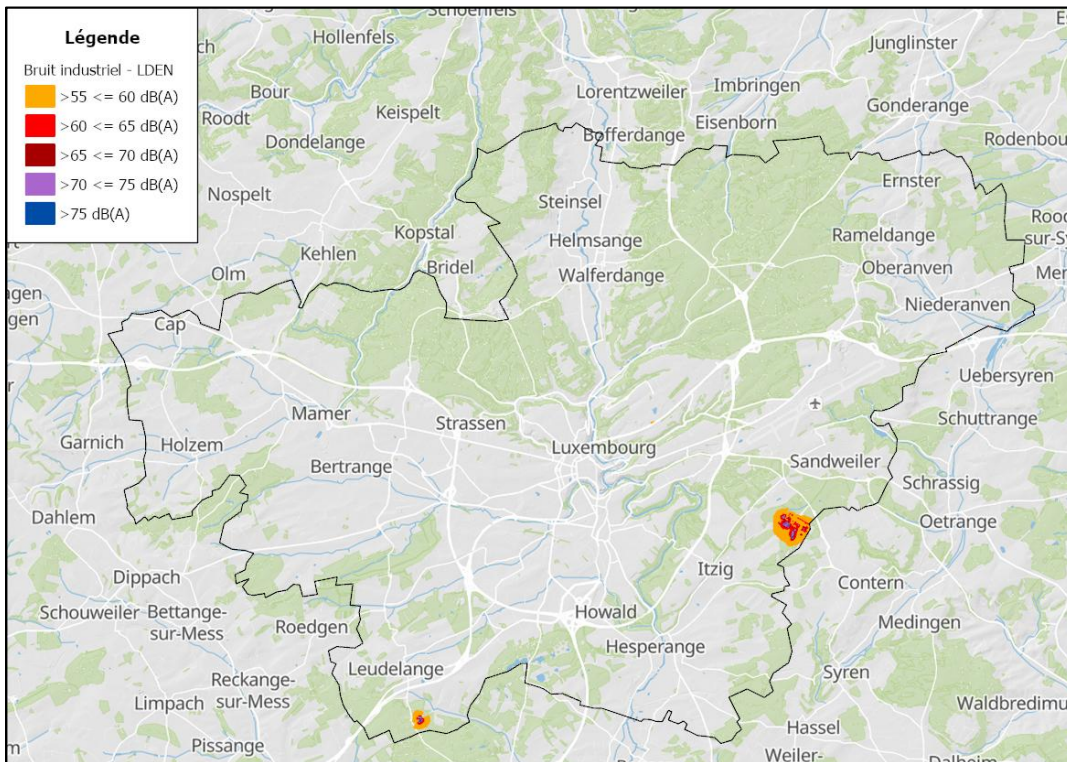 Légende
Bruit industriel - LDEN
>55 <= 60 dB(A)
>60 <= 65 dB(A)
>65 <= 70 dB(A)
>70 <= 75 dB(A)
>75 dB(A)
Hollenfels
Junglinster
Bour
Keispelt
Lorentzweiler
Imbringen
Gonderange
Roodt
Eisenborn
Bofferdange
Dondelange
Ernster
Nospelt
Steinsel
Kopstal
Rameldange
Helmsange
Kehlen
Bridel
Walferdange
Oberanven
Olm
Niederanven
Cap
Uebersyren
Mamer
Strassen
Schuttrange
Garnich
Holzem
Luxembourg
Bertrange
Sandweiler
Schrassig
Dahlem
Oetrange
Itzig
Dippach
Contern
Schouweiler
Bettange-
sur-Mess
Roedgen
Howald
Medingen
Hesperange
Leudelange
Syren
Reckange-
sur-Mess
Limpach
Waldbredimu
Hassel
Pissange
Weiler-
Dalheim